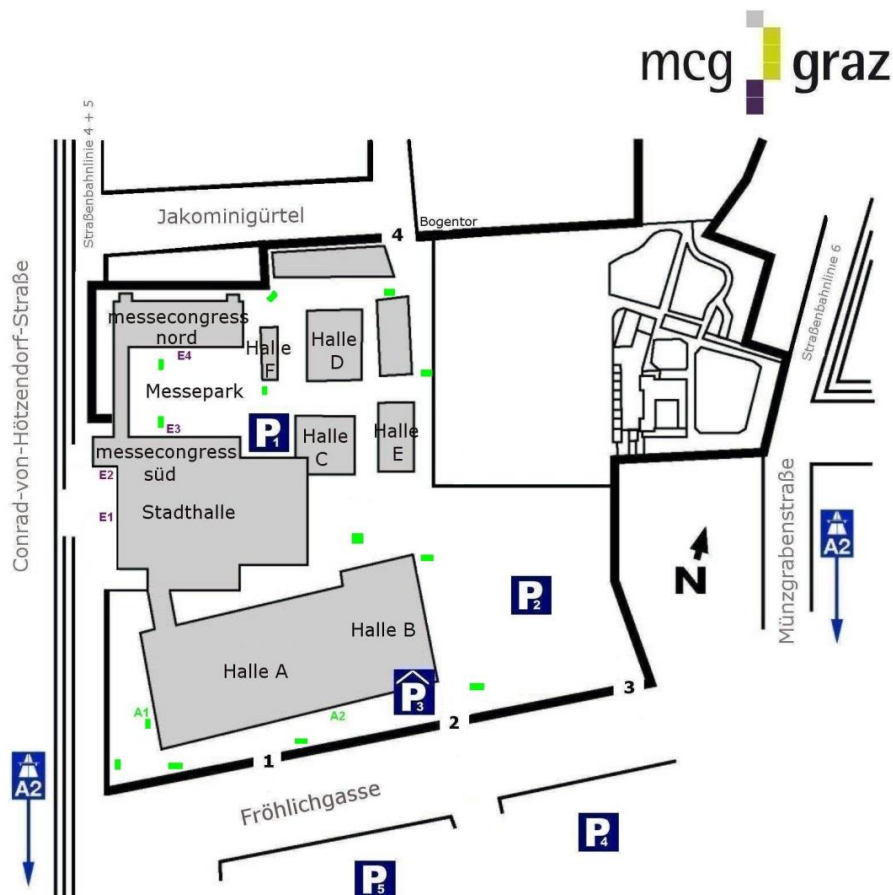 mcg graz
Straßenbahnlinie 4 + 5
Jakominigürtel
Bogentor
4
Straßenbahnlinie 6
Conrad-von-Hötzendorf-Straße
messecongress
nord
E4
Halle
F
Halle
D
Messepark
E3
P1
Halle
C
Halle
E
messecongress
süd
E2
E1
Stadthalle
Münzgrabenstraße
A2
N
P2
Halle B
Halle A
P3
A1
A2
3
2
1
A2
Fröhlichgasse
P4
P5